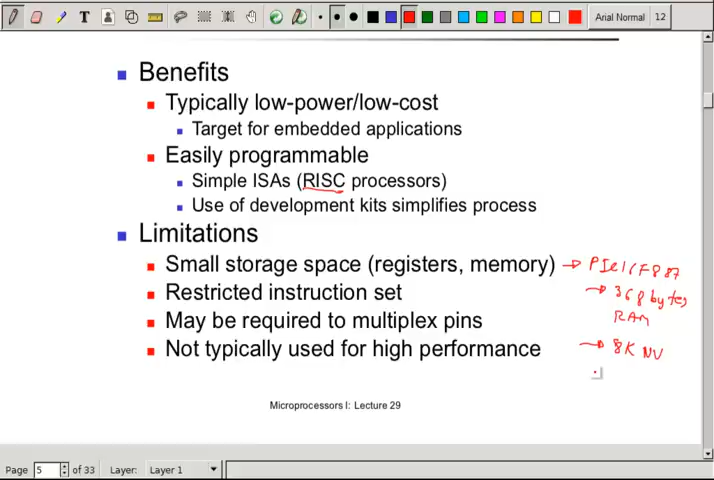 T
Arial Normal 12
Benefits
Typically low-power/low-cost
Target for embedded applications
Easily programmable
Simple ISAs (RISC processors)
Use of development kits simplifies process
Limitations
Small storage space (registers, memory) → PIC16F887
Restricted instruction set → 368 bytes
May be required to multiplex pins RAM
Not typically used for high performance → 8K NV
Microprocessors I: Lecture 29
Page 5 of 33 Layer: Layer 1